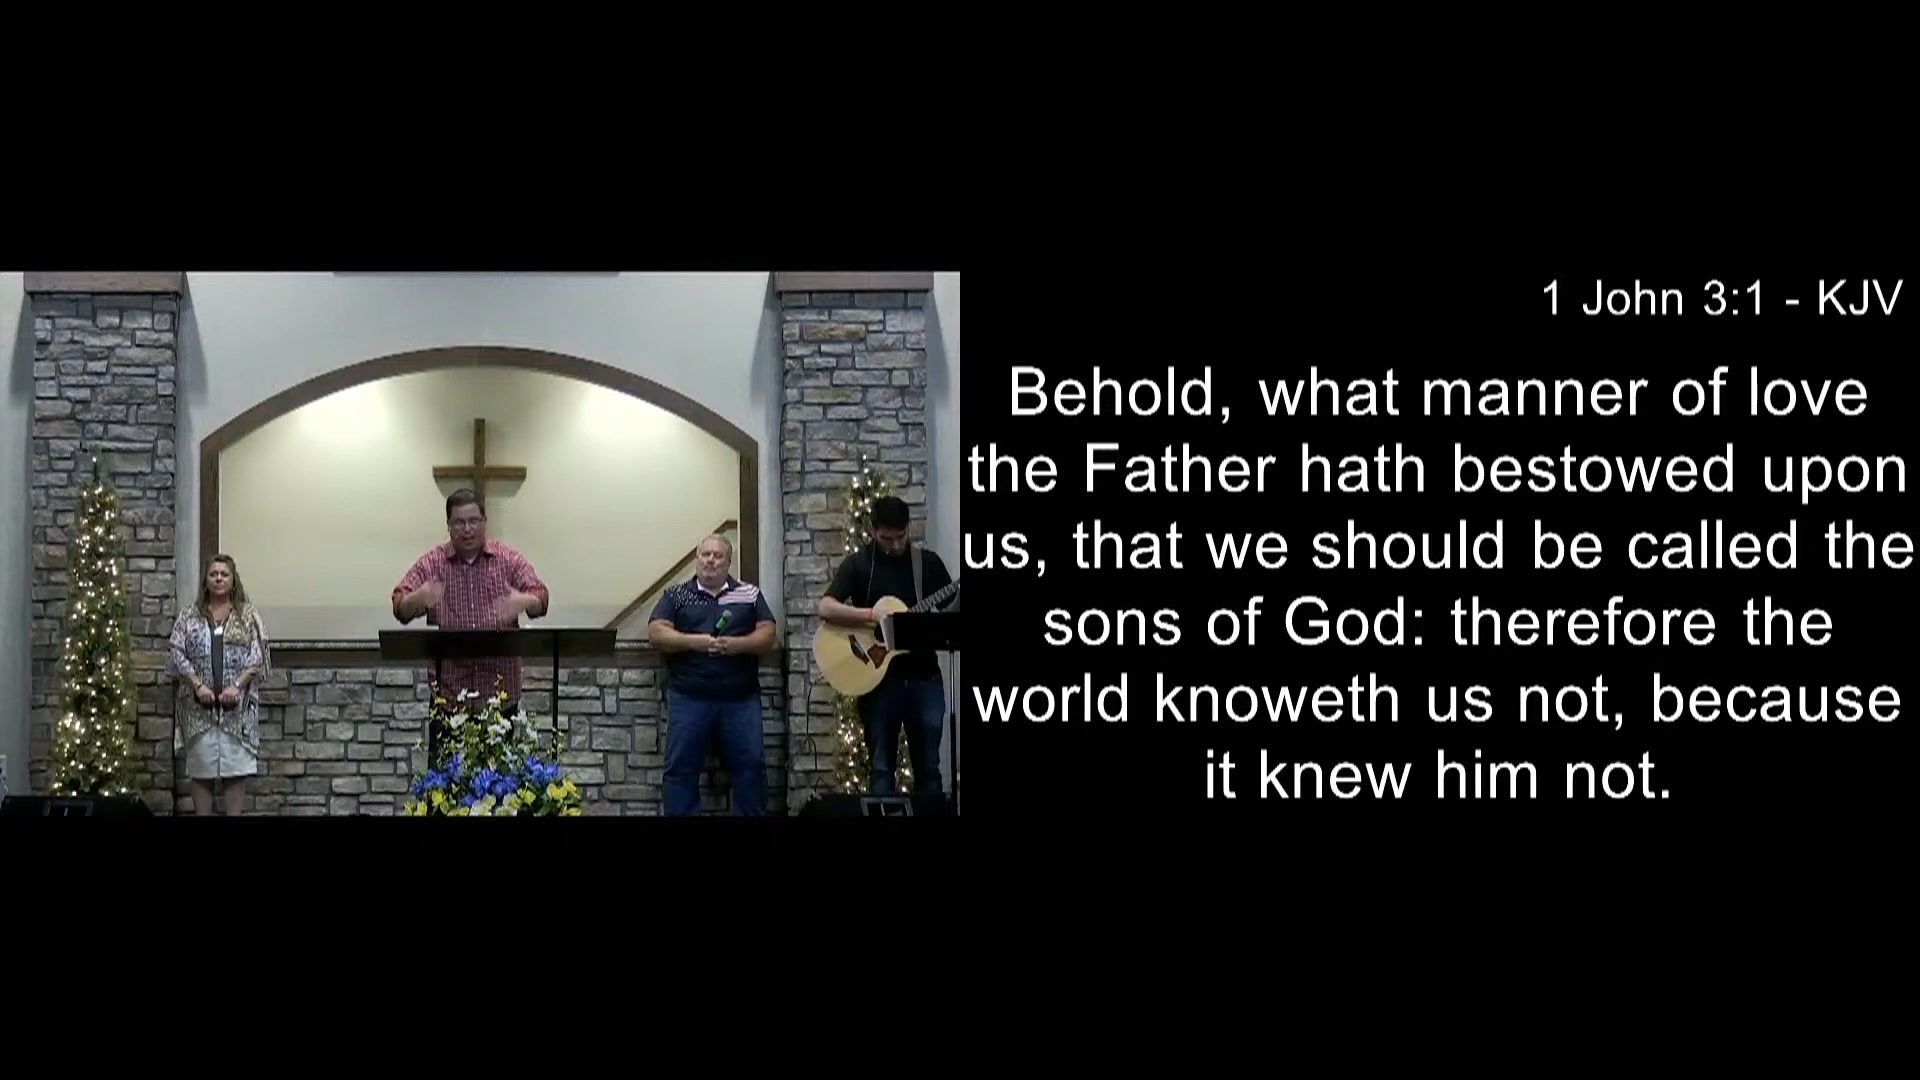 1 John 3:1 - KJV
Behold, what manner of love
the Father hath bestowed upon
us, that we should be called the
sons of God: therefore the
world knoweth us not, because
it knew him not.